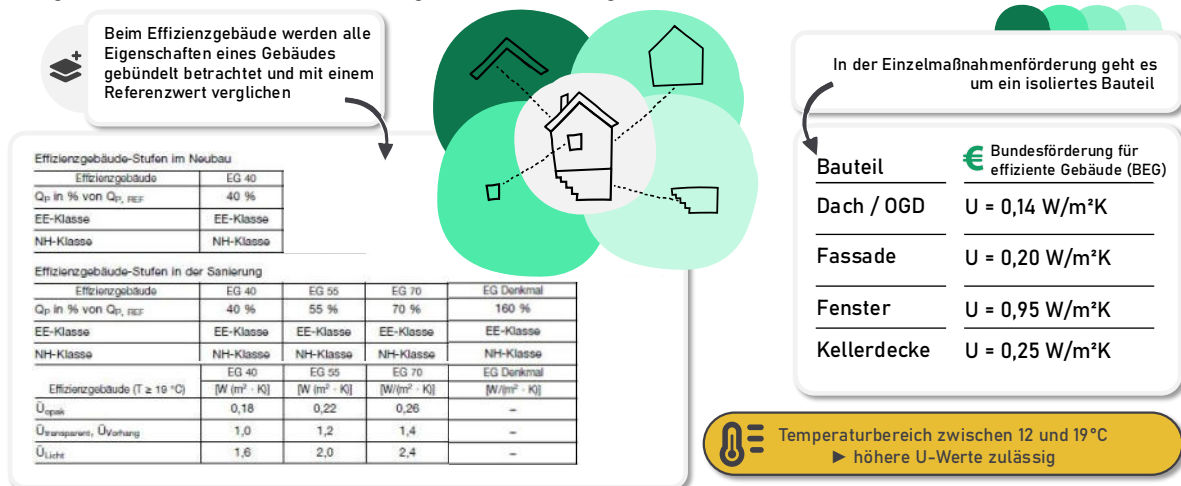 Beim Effizienzgebäude werden alle
Eigenschaften eines Gebäudes
gebündelt betrachtet und mit einem
Referenzwert verglichen
In der Einzelmaßnahmenförderung geht es
um ein isoliertes Bauteil
Effizienzgebäude-Stufen im Neubau
Effizienzgebäude EG 40
QP in % von QP, REF 40 %
EE-Klasse EE-Klasse
NH-Klasse NH-Klasse
Effizienzgebäude-Stufen in der Sanierung
Effizienzgebäude EG 40 EG 55 EG 70 EG Denkmal
QP in % von QP, REF 40 % 55 % 70 % 160 %
EE-Klasse EE-Klasse EE-Klasse EE-Klasse EE-Klasse
NH-Klasse NH-Klasse NH-Klasse NH-Klasse NH-Klasse
EG 40 EG 55 EG 70 EG Denkmal
Effizienzgebäude (T ≥ 19 °C) [W (m² · K)] [W (m² · K)] [W/(m² · K)] [W/(m² · K)]
Ūopak 0,18 0,22 0,26 –
Ūtransparent, ŪVorhang 1,0 1,2 1,4 –
ŪLicht 1,6 2,0 2,4 –
Bauteil € Bundesförderung für
effiziente Gebäude (BEG)
Dach / OGD U = 0,14 W/m²K
Fassade U = 0,20 W/m²K
Fenster U = 0,95 W/m²K
Kellerdecke U = 0,25 W/m²K
Temperaturbereich zwischen 12 und 19°C
► höhere U-Werte zulässig